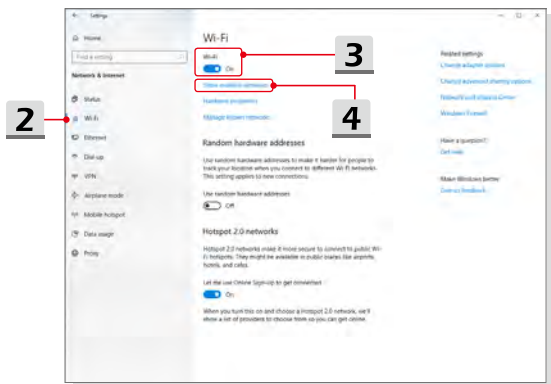 Settings
Home
Find a setting
Network & Internet
Status
Wi-Fi
Ethernet
Dial-up
VPN
Airplane mode
Mobile hotspot
Data usage
Proxy
2
Wi-Fi
Wi-Fi
On
3
Show available networks
4
Hardware properties
Manage known networks
Random hardware addresses
Use random hardware addresses to make it harder for people to
track your location when you connect to different Wi-Fi networks.
This setting applies to new connections.
Use random hardware addresses
Off
Hotspot 2.0 networks
Hotspot 2.0 networks make it more secure to connect to public Wi-
Fi hotspots. They might be available in public places like airports,
hotels, and cafes.
Let me use Online Sign-Up to get connected
On
When you turn this on and choose a Hotspot 2.0 network, we'll
show a list of providers to choose from so you can get online.
Related settings
Change adapter options
Change advanced sharing options
Network and Sharing Center
Windows Firewall
Have a question?
Get help
Make Windows better
Give us feedback